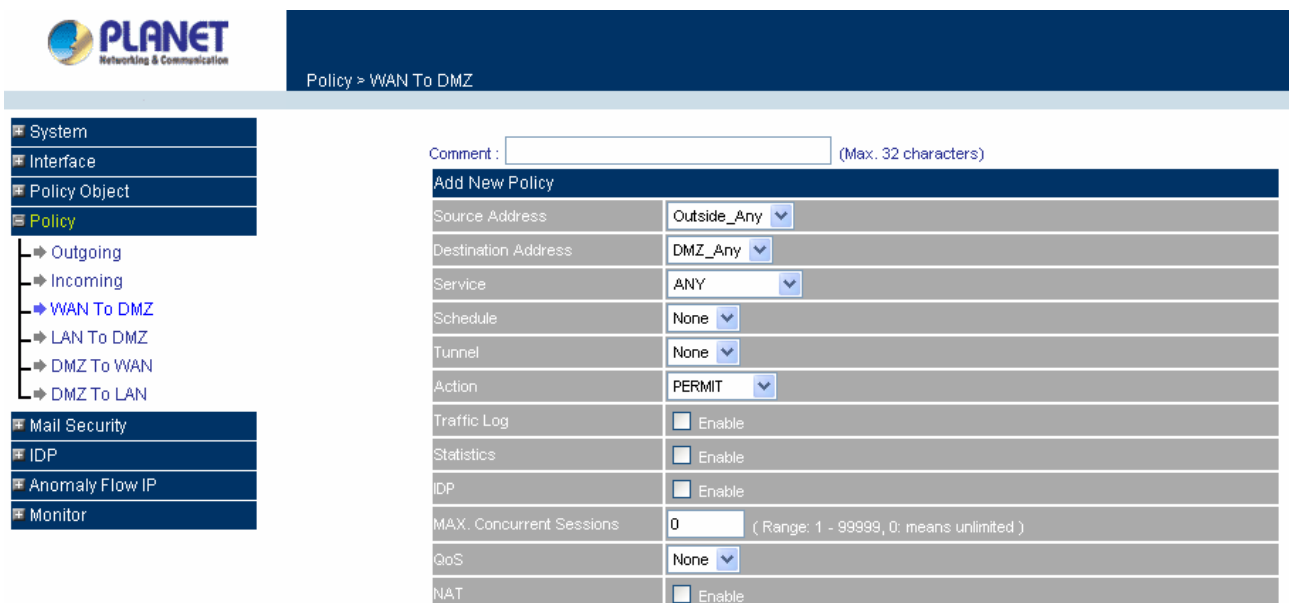 PLANET
Networking & Communication
Policy > WAN To DMZ
System
Interface
Policy Object
Policy
Outgoing
Incoming
WAN To DMZ
LAN To DMZ
DMZ To WAN
DMZ To LAN
Mail Security
IDP
Anomaly Flow IP
Monitor
Comment : (Max. 32 characters)
Add New Policy
Source Address Outside_Any
Destination Address DMZ_Any
Service ANY
Schedule None
Tunnel None
Action PERMIT
Traffic Log Enable
Statistics Enable
IDP Enable
MAX. Concurrent Sessions 0 ( Range: 1 - 99999, 0: means unlimited )
QoS None
NAT Enable